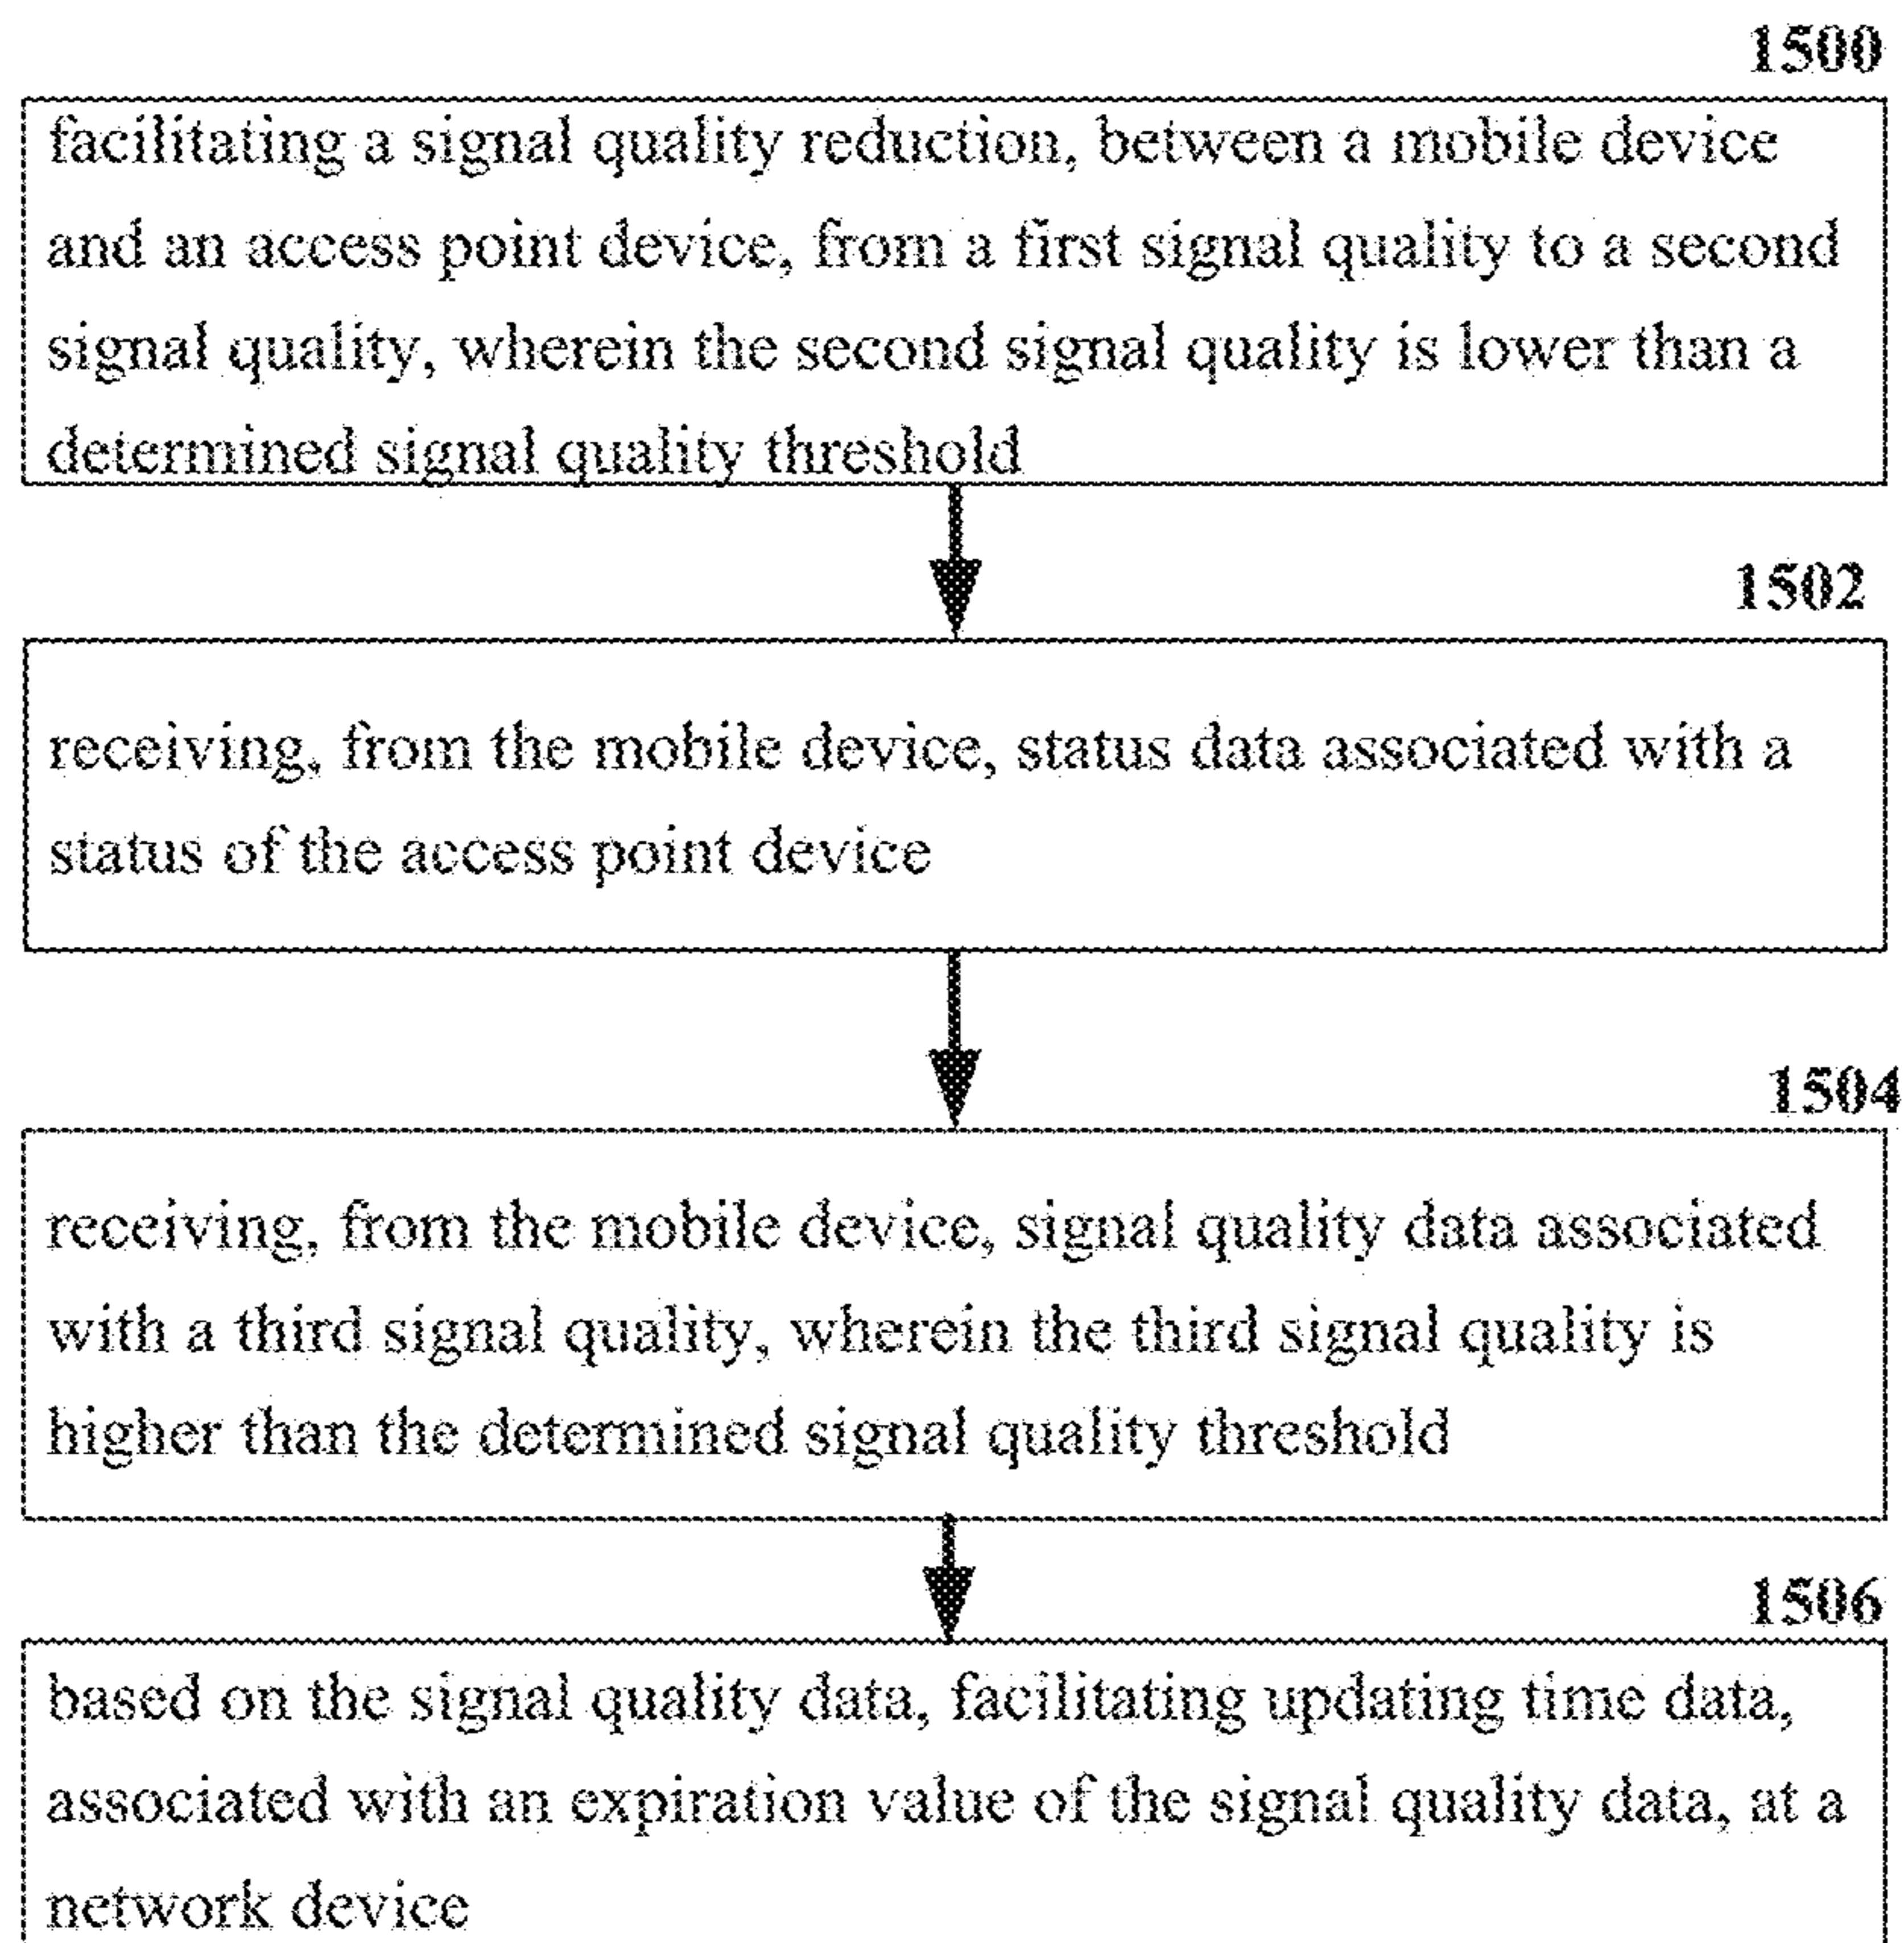 1500
facilitating a signal quality reduction, between a mobile device
and an access point device, from a first signal quality to a second
signal quality, wherein the second signal quality is lower than a
determined signal quality threshold
1502
receiving, from the mobile device, status data associated with a
status of the access point device
1504
receiving, from the mobile device, signal quality data associated
with a third signal quality, wherein the third signal quality is
higher than the determined signal quality threshold
1506
based on the signal quality data, facilitating updating time data,
associated with an expiration value of the signal quality data, at a
network device